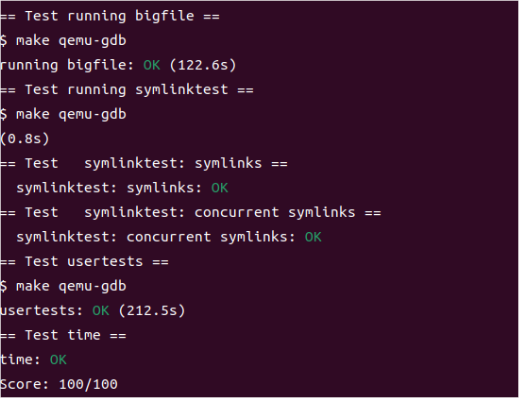 == Test running bigfile ==
$ make qemu-gdb
running bigfile: OK (122.6s)
== Test running symlinktest ==
$ make qemu-gdb
(0.8s)
== Test   symlinktest: symlinks ==
  symlinktest: symlinks: OK
== Test   symlinktest: concurrent symlinks ==
  symlinktest: concurrent symlinks: OK
== Test usertests ==
$ make qemu-gdb
usertests: OK (212.5s)
== Test time ==
time: OK
Score: 100/100